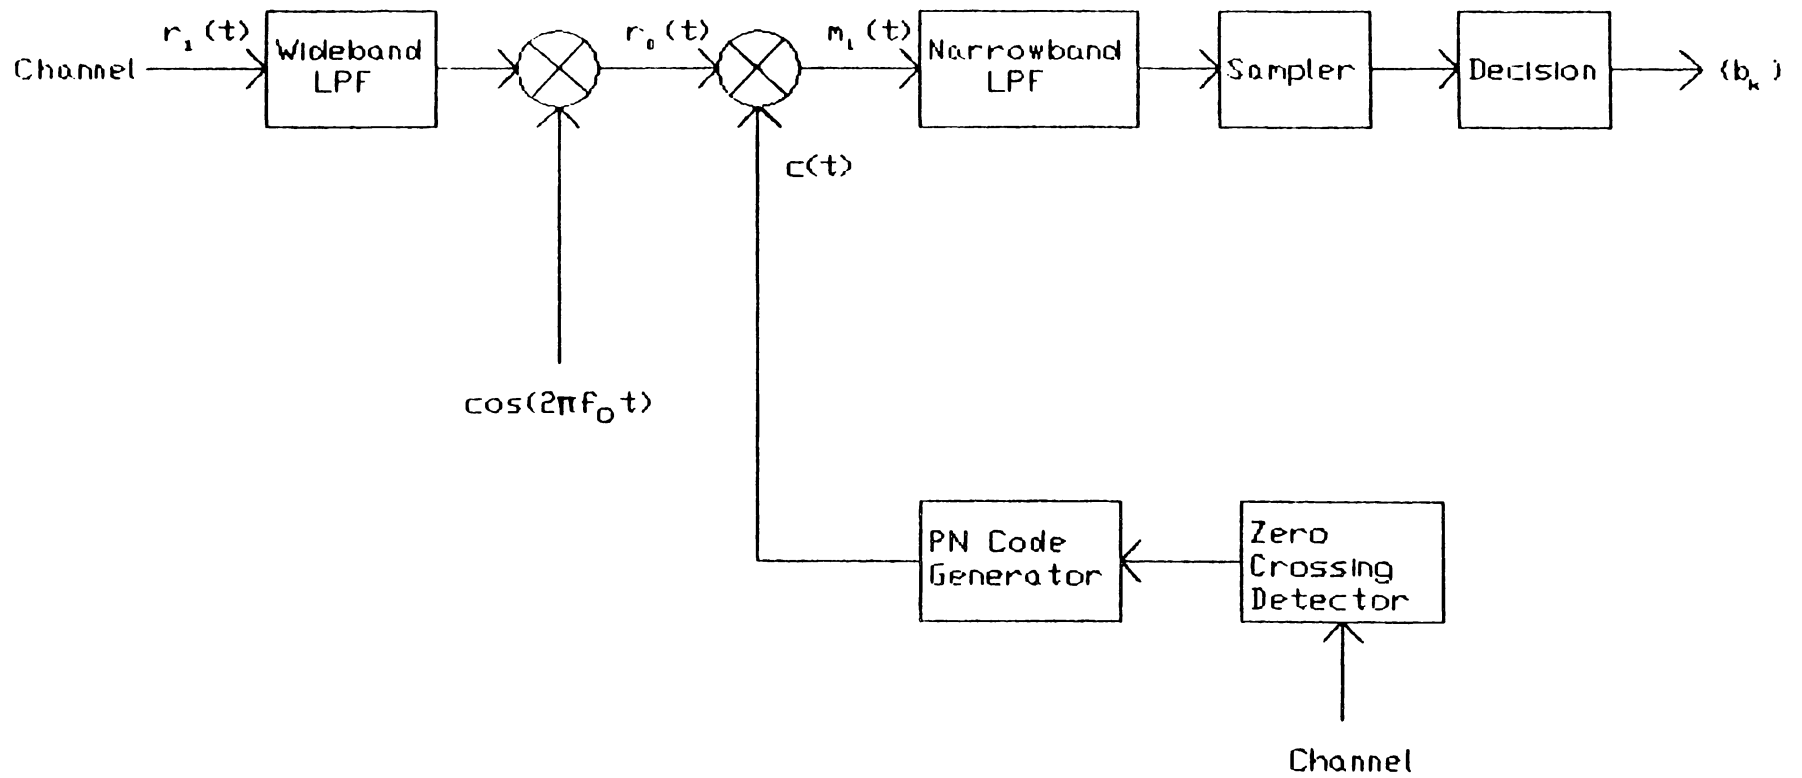 r₁(t)
Wideband
LPF
r₀(t)
m₁(t)
Narrowband
LPF
Channel
Sampler
Decision
{bₖ}
c(t)
cos(2πf₀t)
PN Code
Generator
Zero
Crossing
Detector
Channel